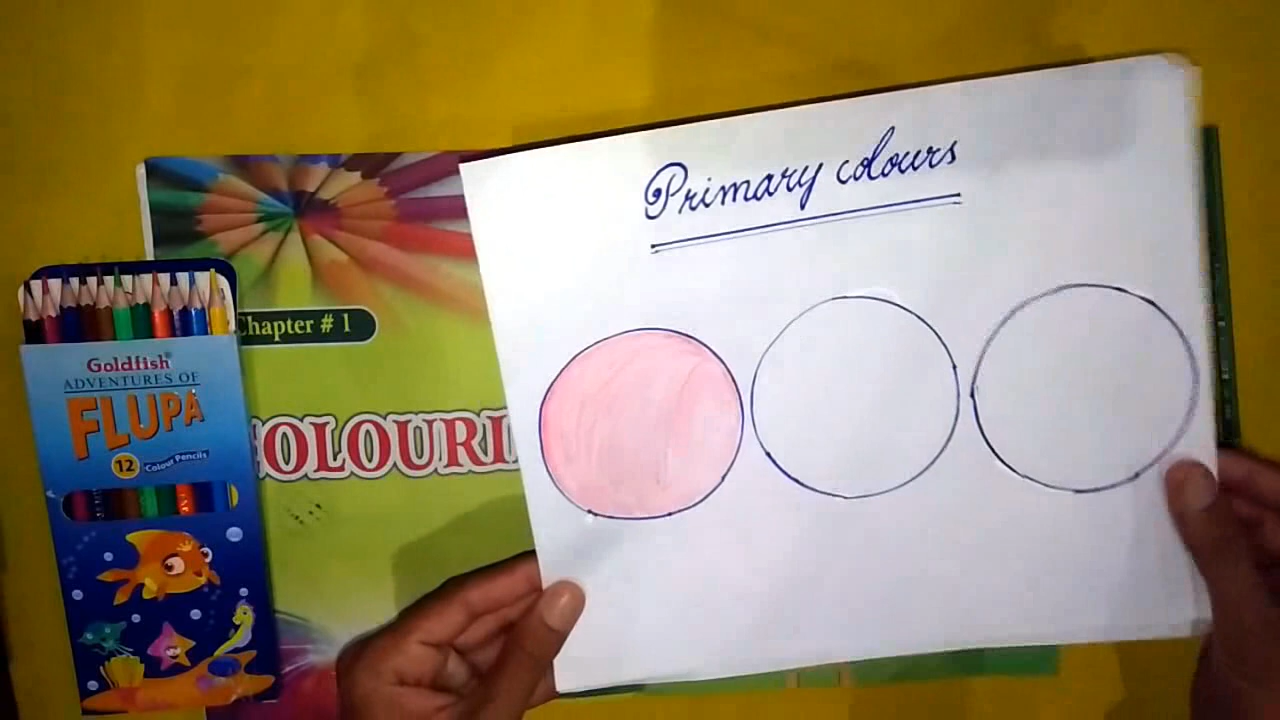 Primary colours
Chapter # 1
COLOURI
Goldfish
ADVENTURES OF
FLUPA
12 Colour Pencils